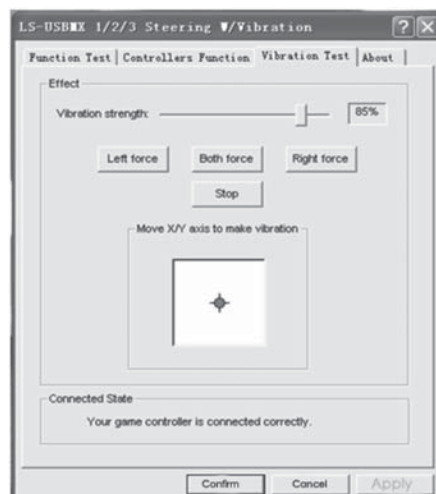 LS-USBMX 1/2/3 Steering W/Vibration
Function Test Controllers Function Vibration Test About
Effect
Vibration strength: 85%
Left force Both force Right force
Stop
Move X/Y axis to make vibration
Connected State
Your game controller is connected correctly.
Confirm Cancel Apply